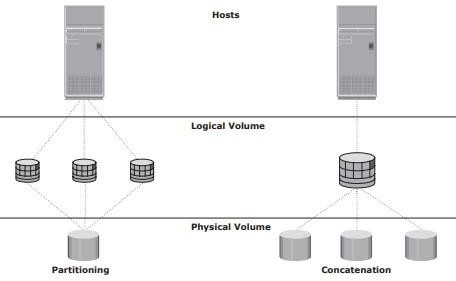 Hosts
Logical Volume
Physical Volume
Partitioning
Concatenation